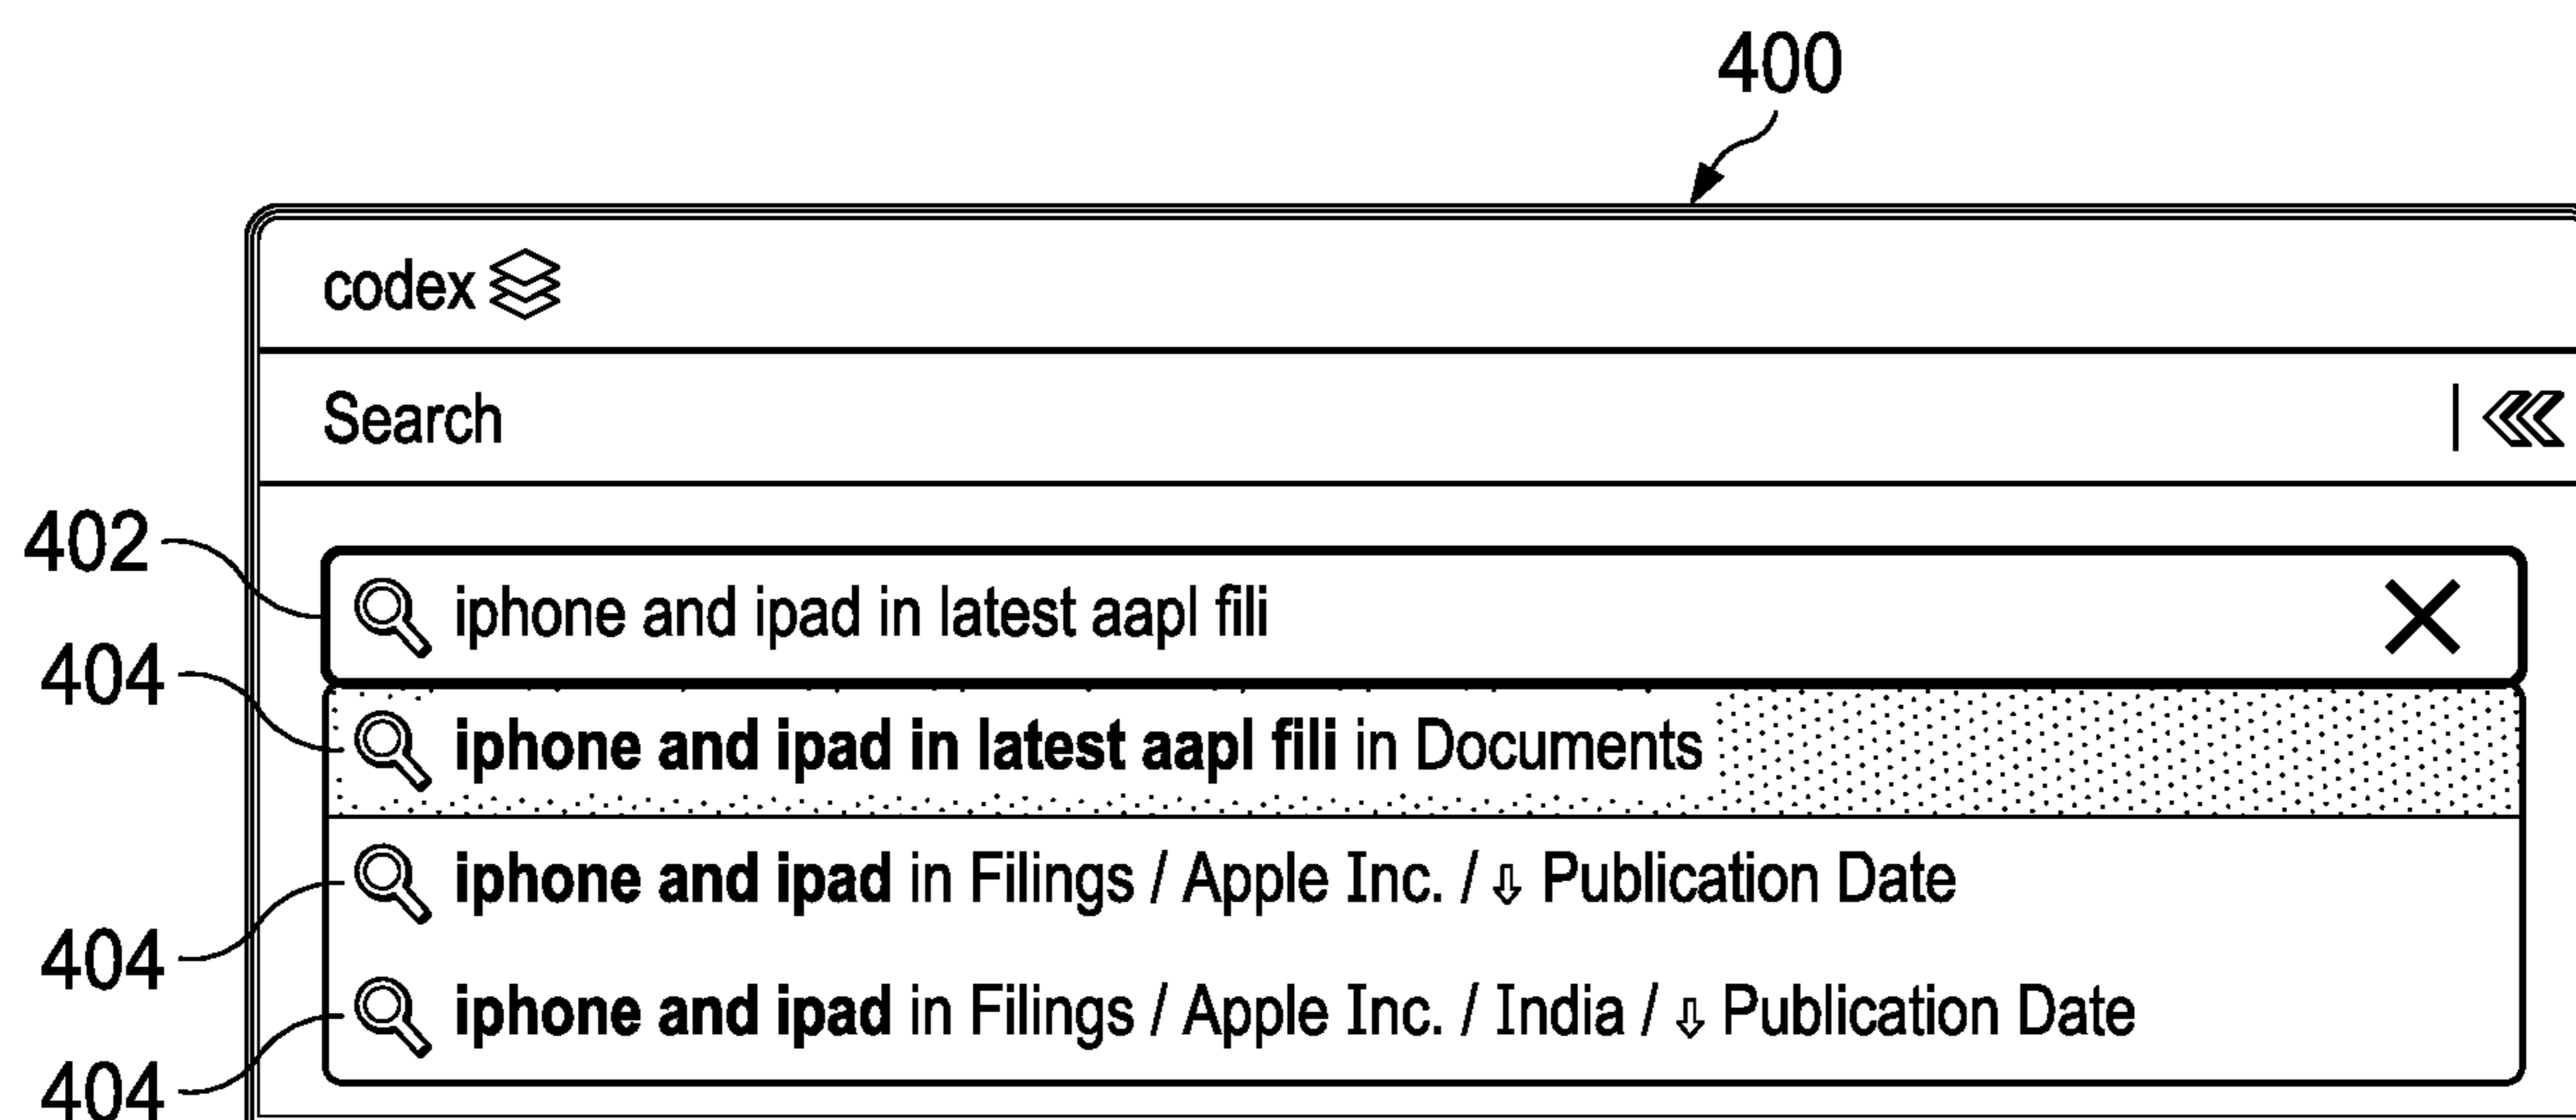 400
codex
Search
402
iphone and ipad in latest aapl fili
404
iphone and ipad in latest aapl fili in Documents
404
iphone and ipad in Filings / Apple Inc. / ⇩ Publication Date
404
iphone and ipad in Filings / Apple Inc. / India / ⇩ Publication Date